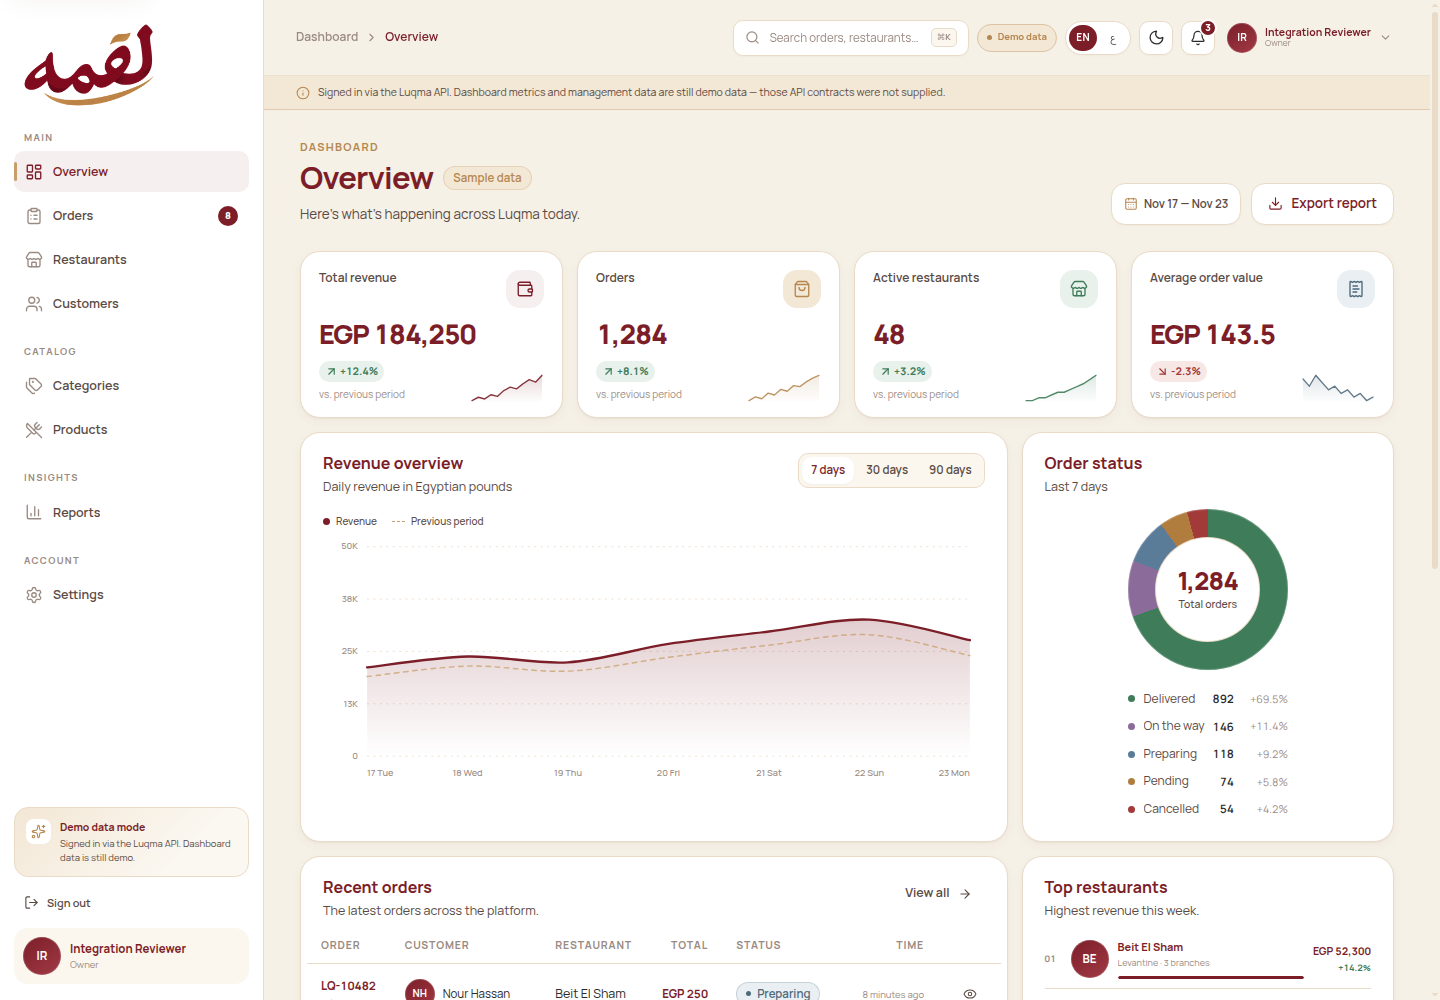 لقمه
MAIN
Overview
Orders
8
Restaurants
Customers
CATALOG
Categories
Products
INSIGHTS
Reports
ACCOUNT
Settings
Demo data mode
Signed in via the Luqma API. Dashboard
data is still demo.
Sign out
IR
Integration Reviewer
Owner
Dashboard
Overview
Search orders, restaurants...
⌘K
Demo data
EN
ع
3
IR
Integration Reviewer
Owner
Signed in via the Luqma API. Dashboard metrics and management data are still demo data — those API contracts were not supplied.
DASHBOARD
Overview
Sample data
Here's what's happening across Luqma today.
Nov 17 — Nov 23
Export report
Total revenue
EGP 184,250
+12.4%
vs. previous period
Orders
1,284
+8.1%
vs. previous period
Active restaurants
48
+3.2%
vs. previous period
Average order value
EGP 143.5
-2.3%
vs. previous period
Revenue overview
Daily revenue in Egyptian pounds
7 days
30 days
90 days
Revenue
Previous period
50K
38K
25K
13K
0
17 Tue
18 Wed
19 Thu
20 Fri
21 Sat
22 Sun
23 Mon
Order status
Last 7 days
1,284
Total orders
Delivered 892 +69.5%
On the way 146 +11.4%
Preparing 118 +9.2%
Pending 74 +5.8%
Cancelled 54 +4.2%
Recent orders
The latest orders across the platform.
View all
ORDER CUSTOMER RESTAURANT TOTAL STATUS TIME
LQ-10482 NH Nour Hassan Beit El Sham EGP 250 Preparing 8 minutes ago
Top restaurants
Highest revenue this week.
01
BE
Beit El Sham
Levantine · 3 branches
EGP 52,300
+14.2%